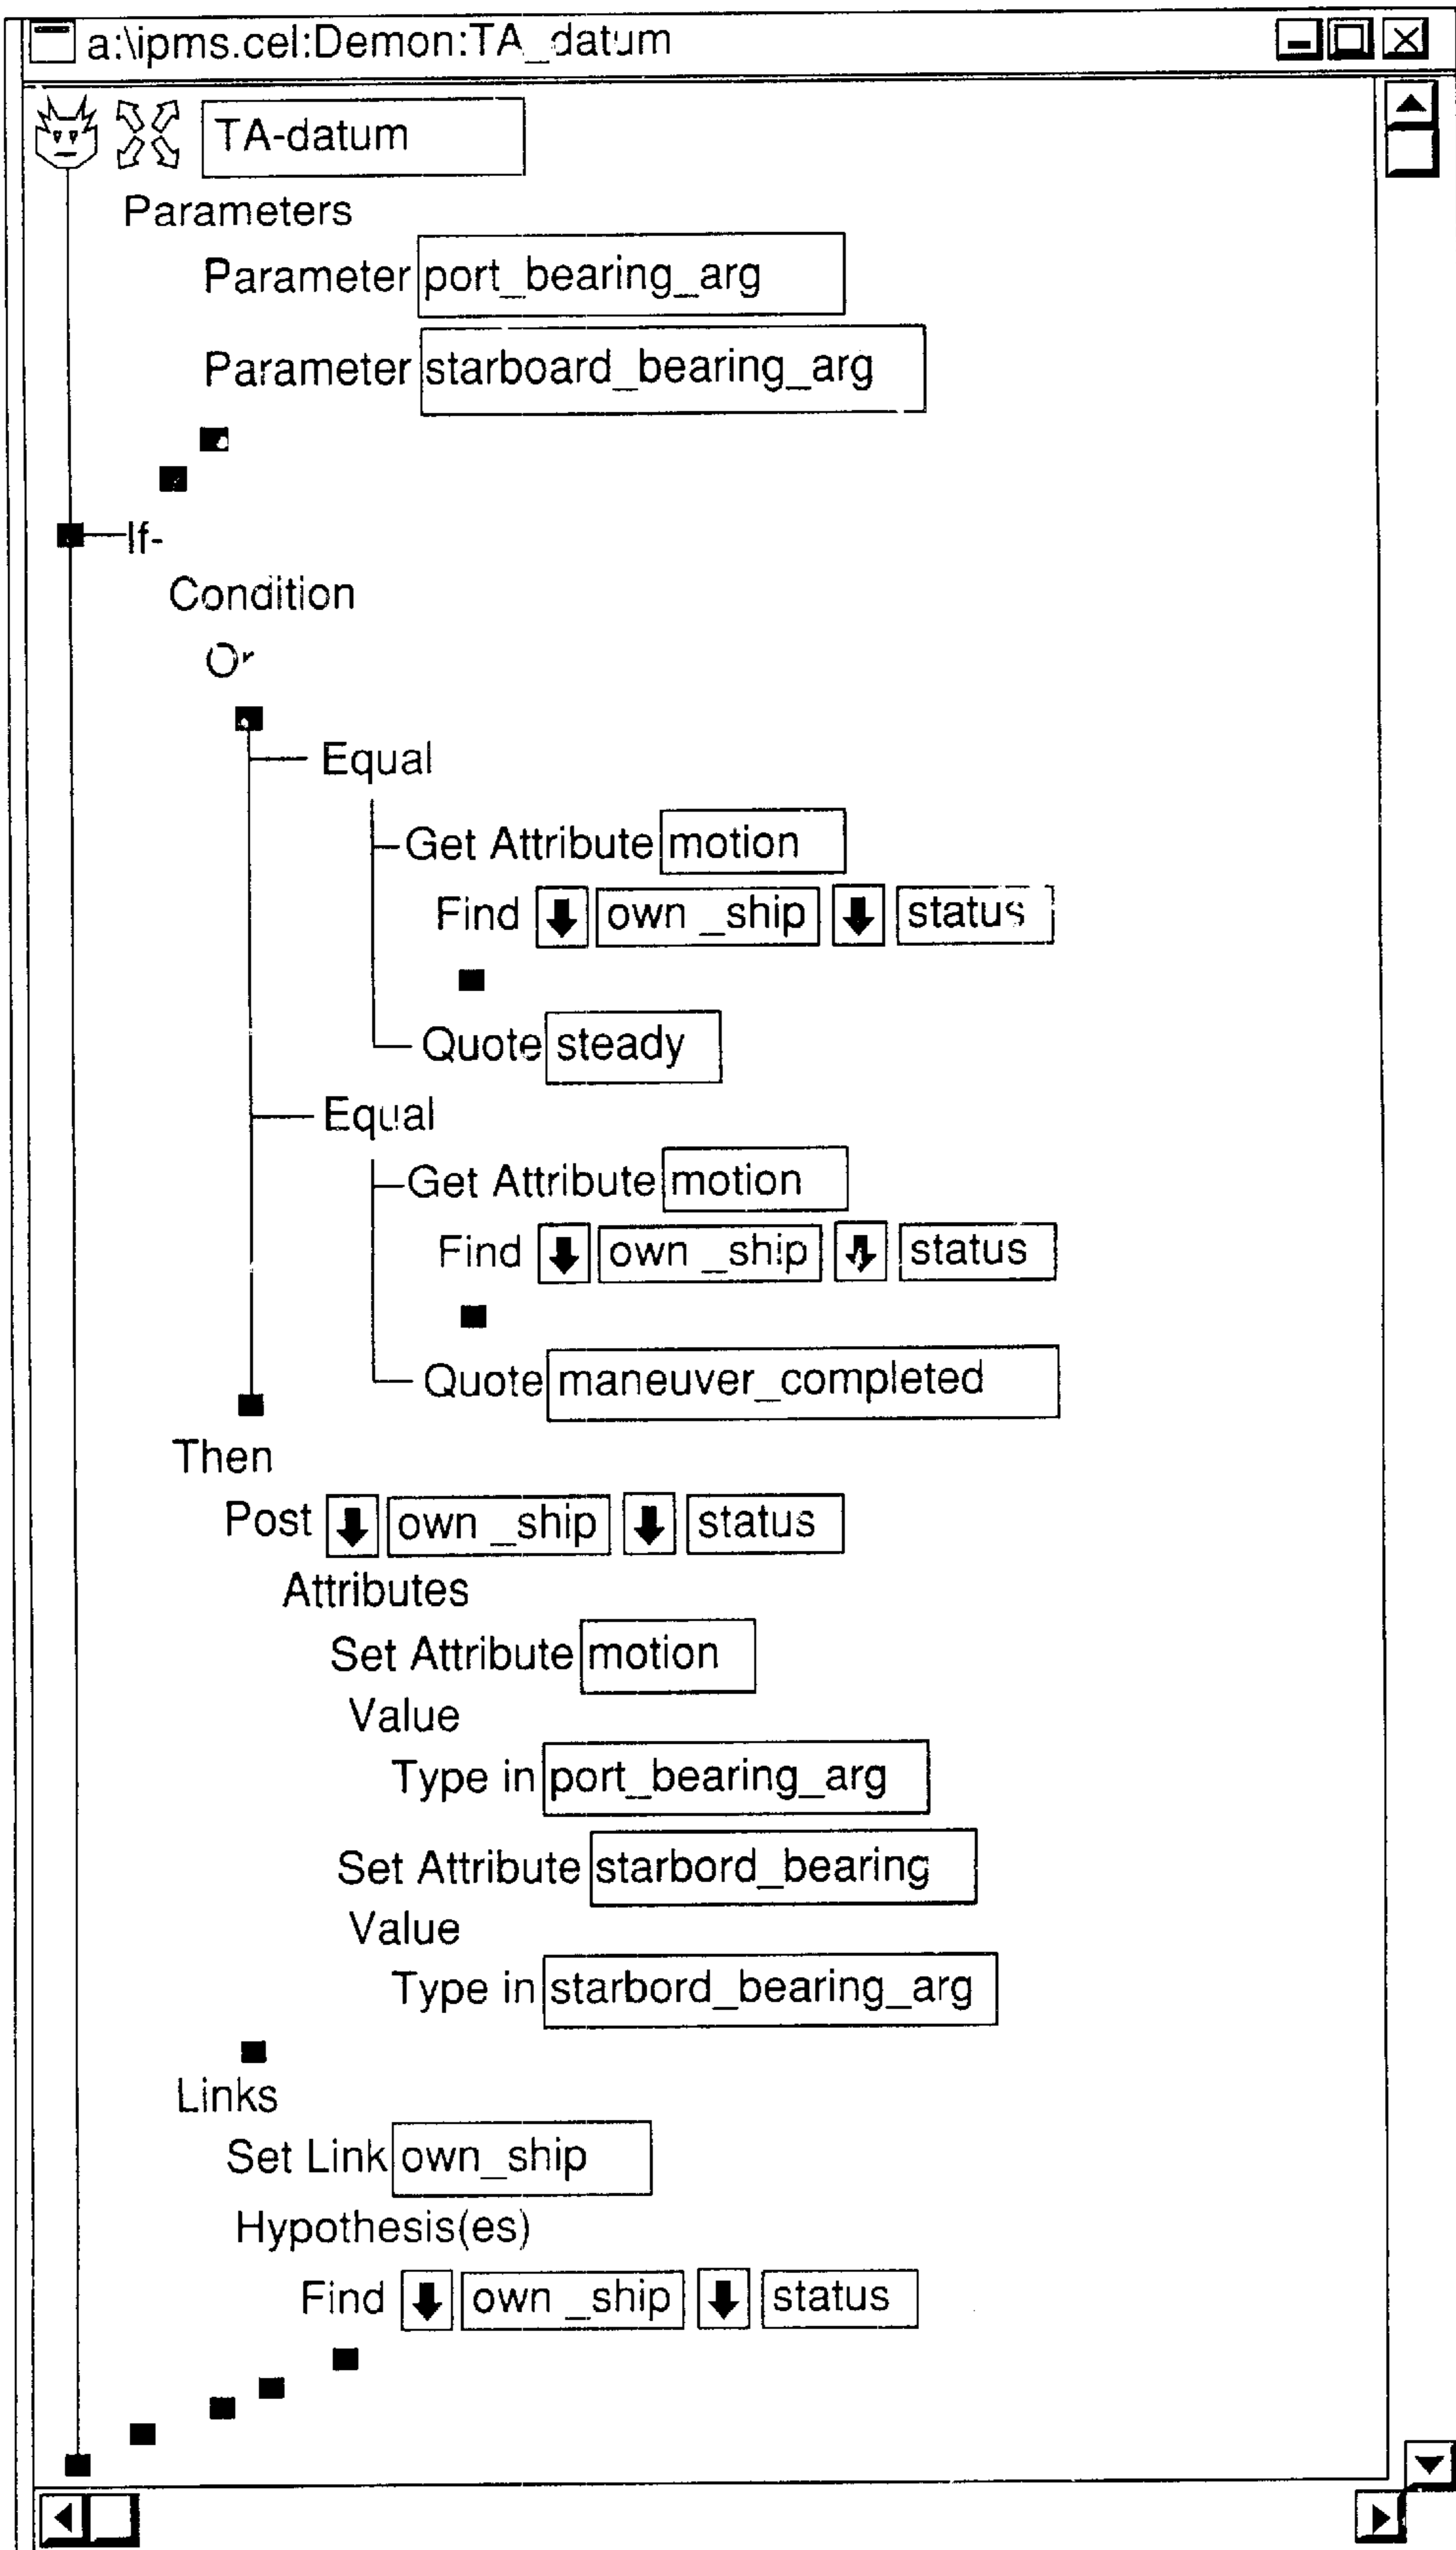 a:\ipms.cel:Demon:TA_datum
TA-datum
Parameters
Parameter port_bearing_arg
Parameter starboard_bearing_arg
If-
Condition
Or
Equal
Get Attribute motion
Find own _ship status
Quote steady
Equal
Get Attribute motion
Find own _ship status
Quote maneuver_completed
Then
Post own _ship status
Attributes
Set Attribute motion
Value
Type in port_bearing_arg
Set Attribute starbord_bearing
Value
Type in starbord_bearing_arg
Links
Set Link own_ship
Hypothesis(es)
Find own _ship status